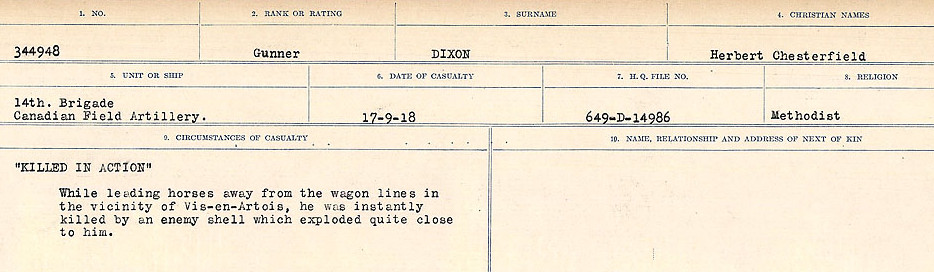 1. NO. 2. RANK OR RATING 3. SURNAME 4. CHRISTIAN NAMES
344948 Gunner DIXON Herbert Chesterfield
5. UNIT OR SHIP 6. DATE OF CASUALTY 7. H.Q. FILE NO. 8. RELIGION
14th. Brigade
Canadian Field Artillery. 17-9-18 649-D-14986 Methodist
9. CIRCUMSTANCES OF CASUALTY 10. NAME, RELATIONSHIP AND ADDRESS OF NEXT OF KIN
"KILLED IN ACTION"
While leading horses away from the wagon lines in
the vicinity of Vis-en-Artois, he was instantly
killed by an enemy shell which exploded quite close
to him.